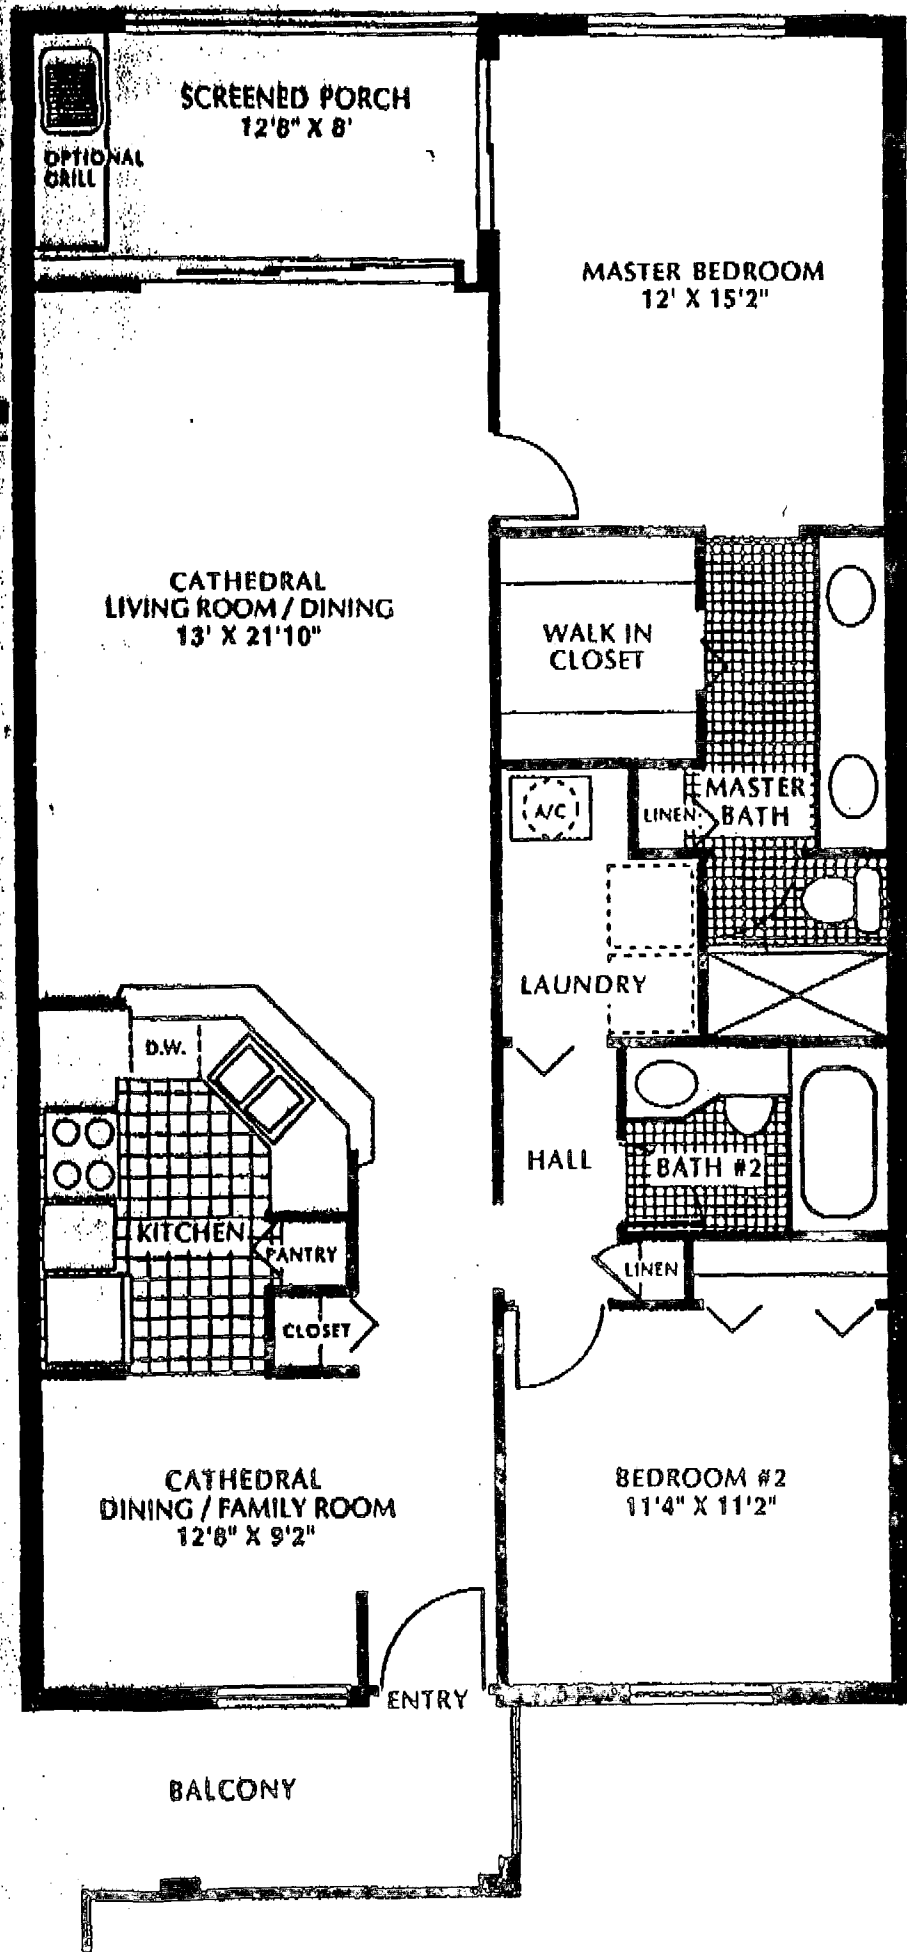 SCREENED PORCH
12'8" X 8'
OPTIONAL
GRILL
MASTER BEDROOM
12' X 15'2"
CATHEDRAL
LIVING ROOM / DINING
13' X 21'10"
WALK IN
CLOSET
A/C
LINEN
MASTER
BATH
LAUNDRY
D.W.
HALL
BATH #2
KITCHEN
PANTRY
LINEN
CLOSET
CATHEDRAL
DINING / FAMILY ROOM
12'8" X 9'2"
BEDROOM #2
11'4" X 11'2"
ENTRY
BALCONY